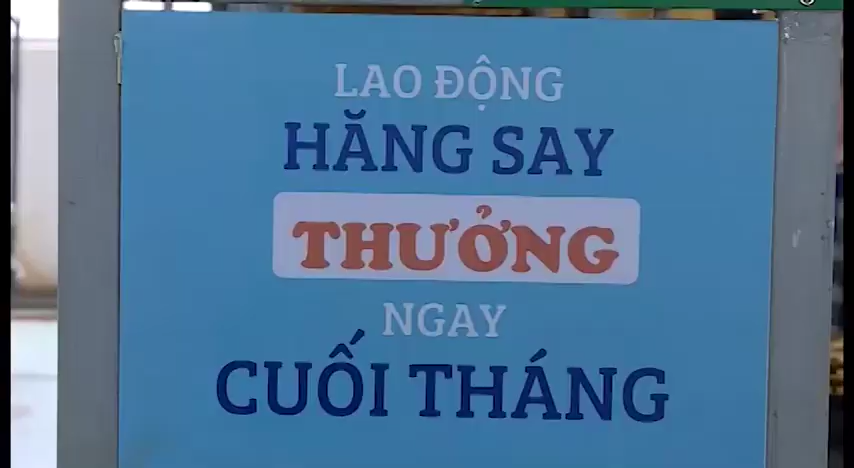 LAO ĐỘNG
HĂNG SAY
THƯỞNG
NGAY
CUỐI THÁNG